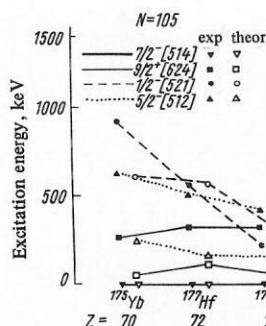 N=105
exp theor
7/2⁻[514]
9/2⁺[624]
1/2⁻[521]
5/2⁻[512]
Excitation energy, keV
1500
1000
500
0
¹⁷⁵Yb ¹⁷⁷Hf
Z = 70 72